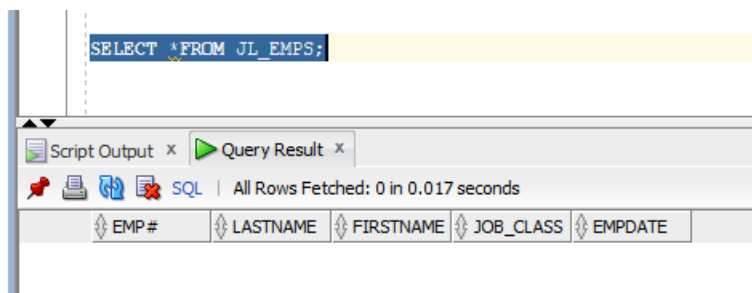 SELECT *FROM JL_EMPS;
Script Output x Query Result x
SQL | All Rows Fetched: 0 in 0.017 seconds
EMP# LASTNAME FIRSTNAME JOB_CLASS EMPDATE